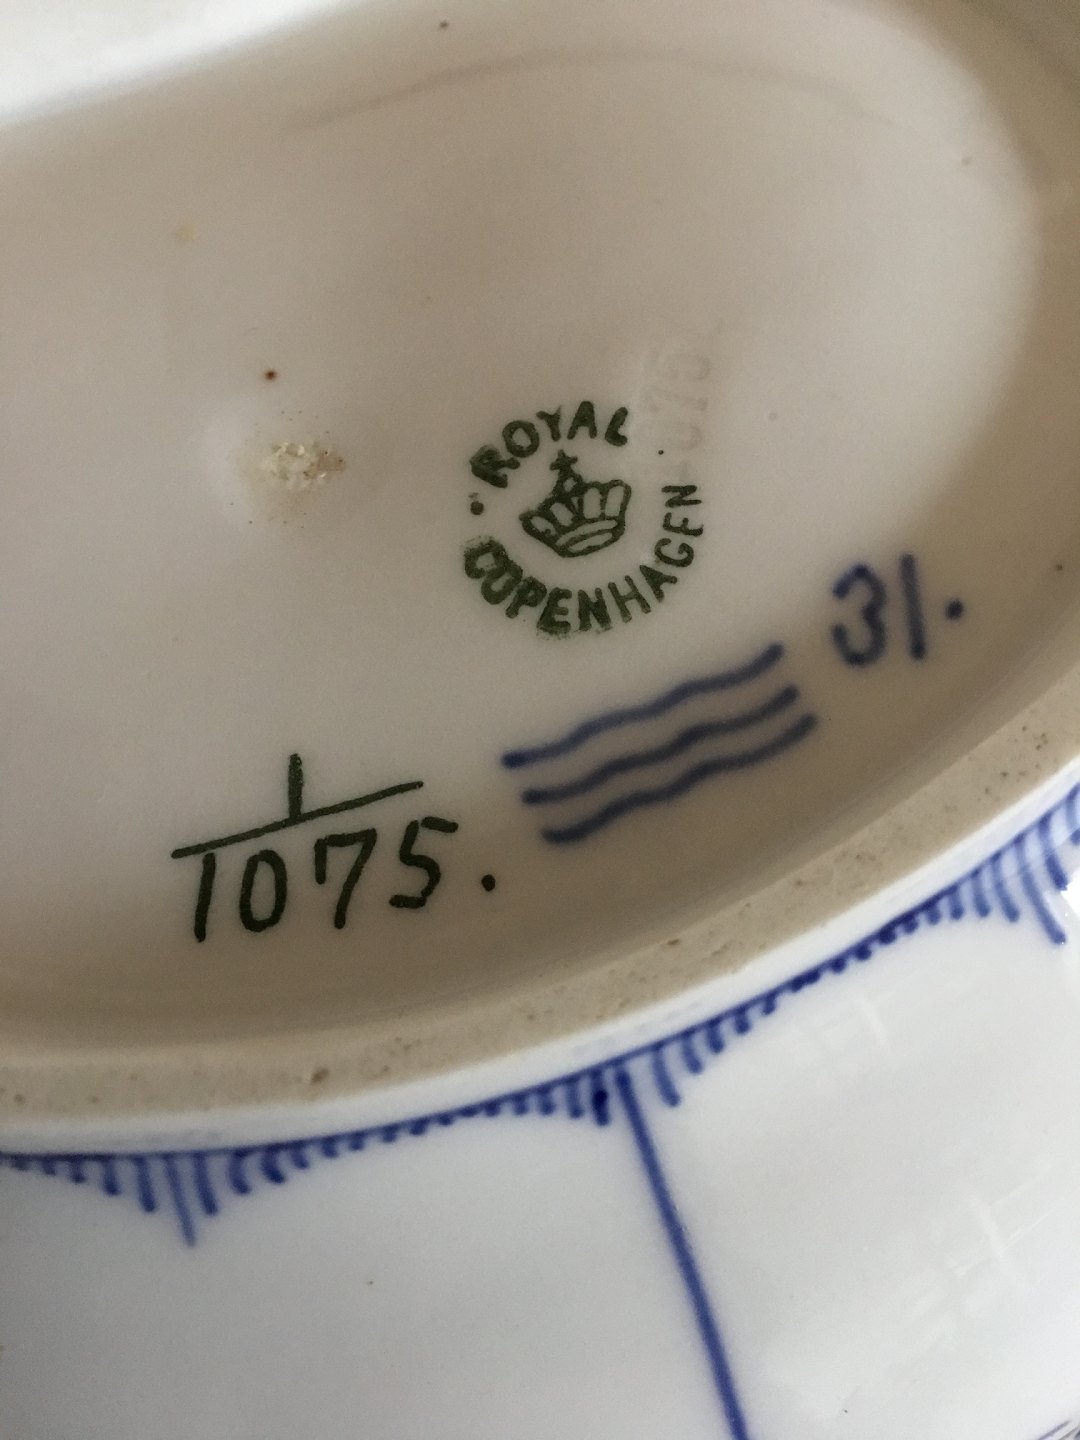 ROYAL
COPENHAGEN
31.
1
1075.